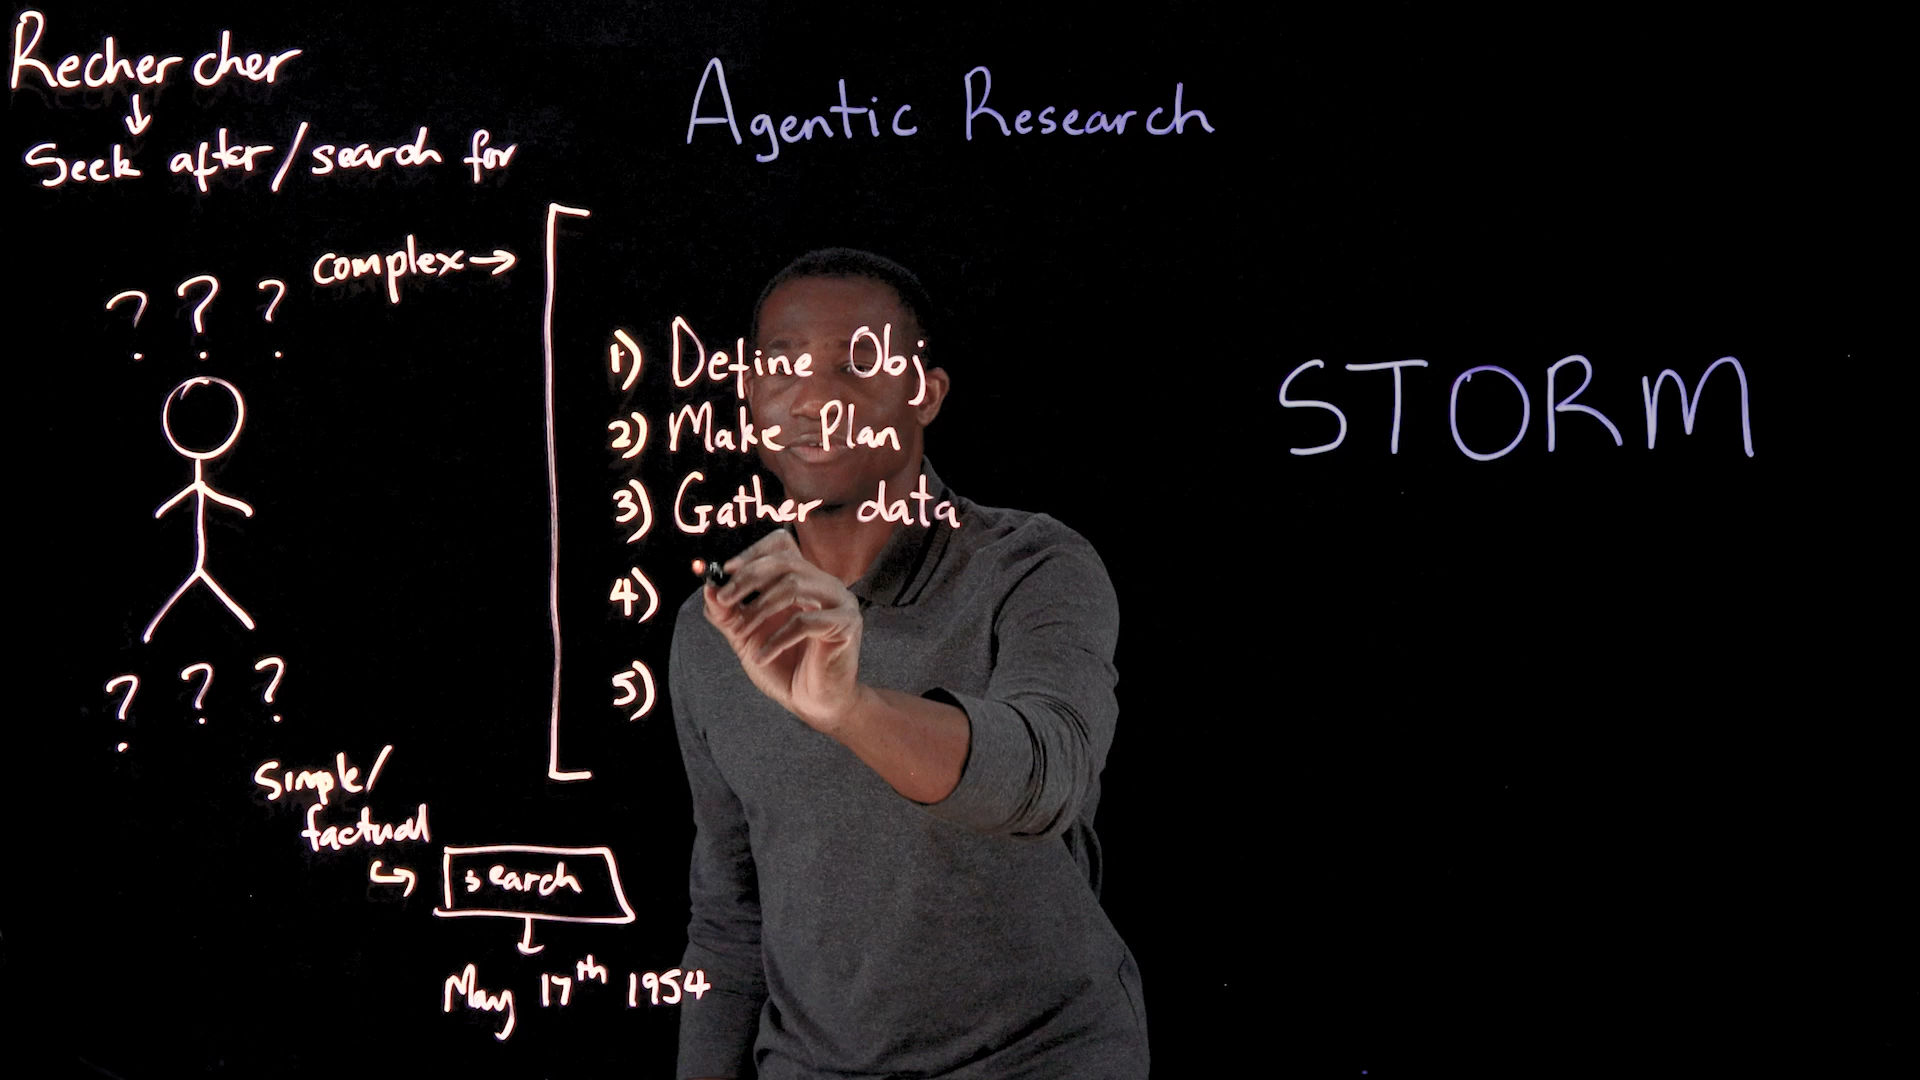 Rechercher
↓
Seek after/search for
Agentic Research
complex →
? ? ?
1) Define Obj
2) Make Plan
3) Gather data
4)
5)
STORM
? ? ?
Simple/
factual
search
May 17th 1954